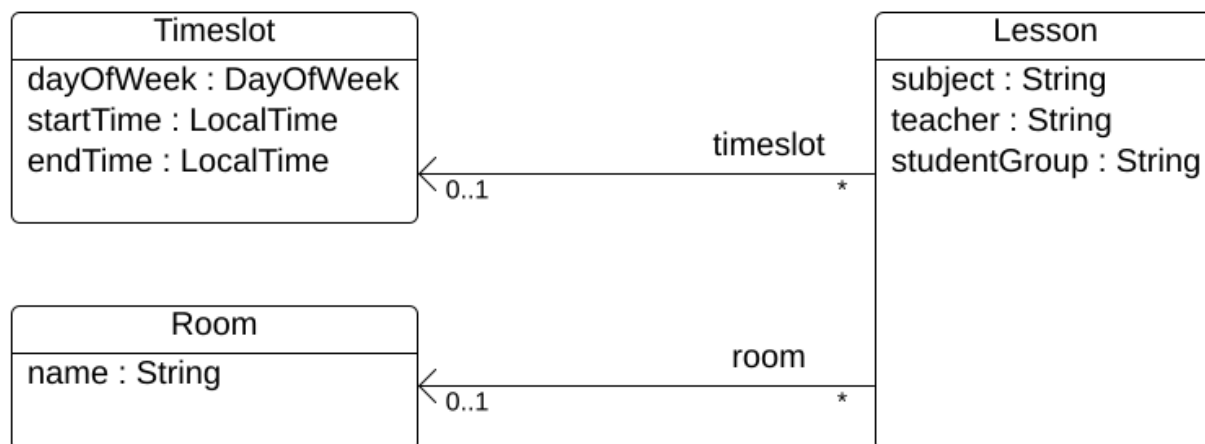 Timeslot
dayOfWeek : DayOfWeek
startTime : LocalTime
endTime : LocalTime
timeslot
0..1
*
Lesson
subject : String
teacher : String
studentGroup : String
Room
name : String
room
0..1
*